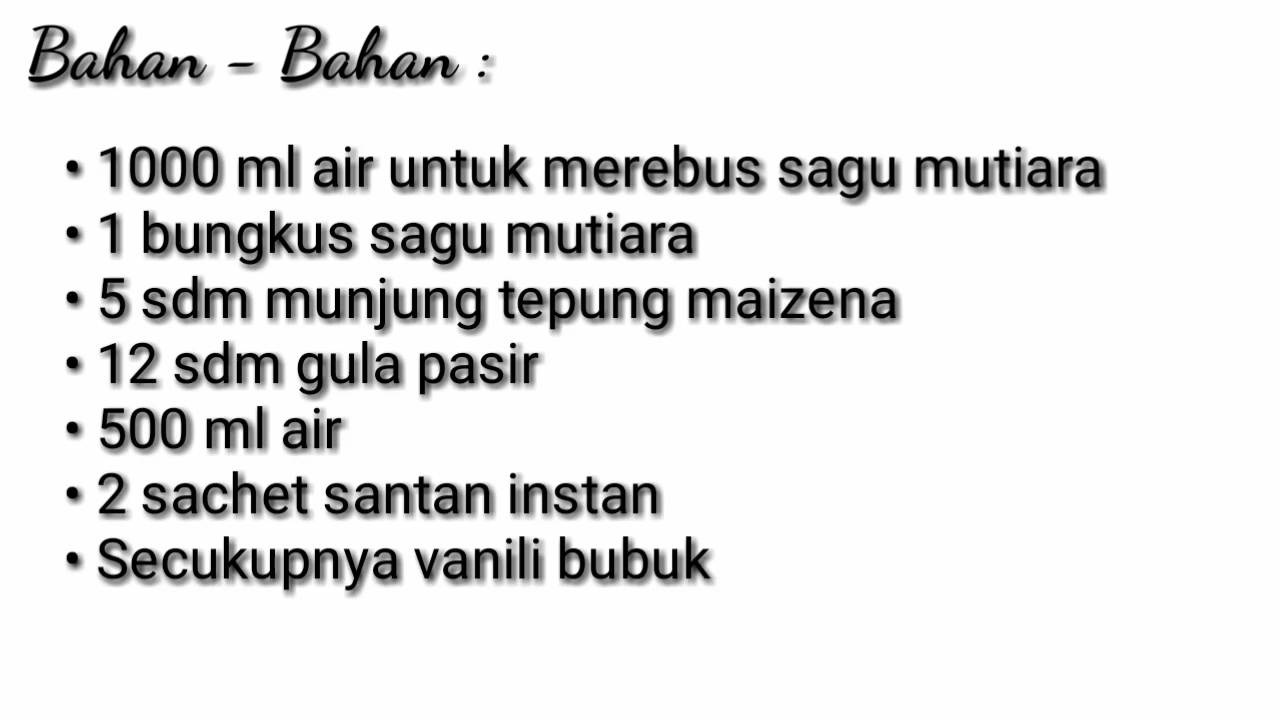 Bahan - Bahan :
• 1000 ml air untuk merebus sagu mutiara
• 1 bungkus sagu mutiara
• 5 sdm munjung tepung maizena
• 12 sdm gula pasir
• 500 ml air
• 2 sachet santan instan
• Secukupnya vanili bubuk